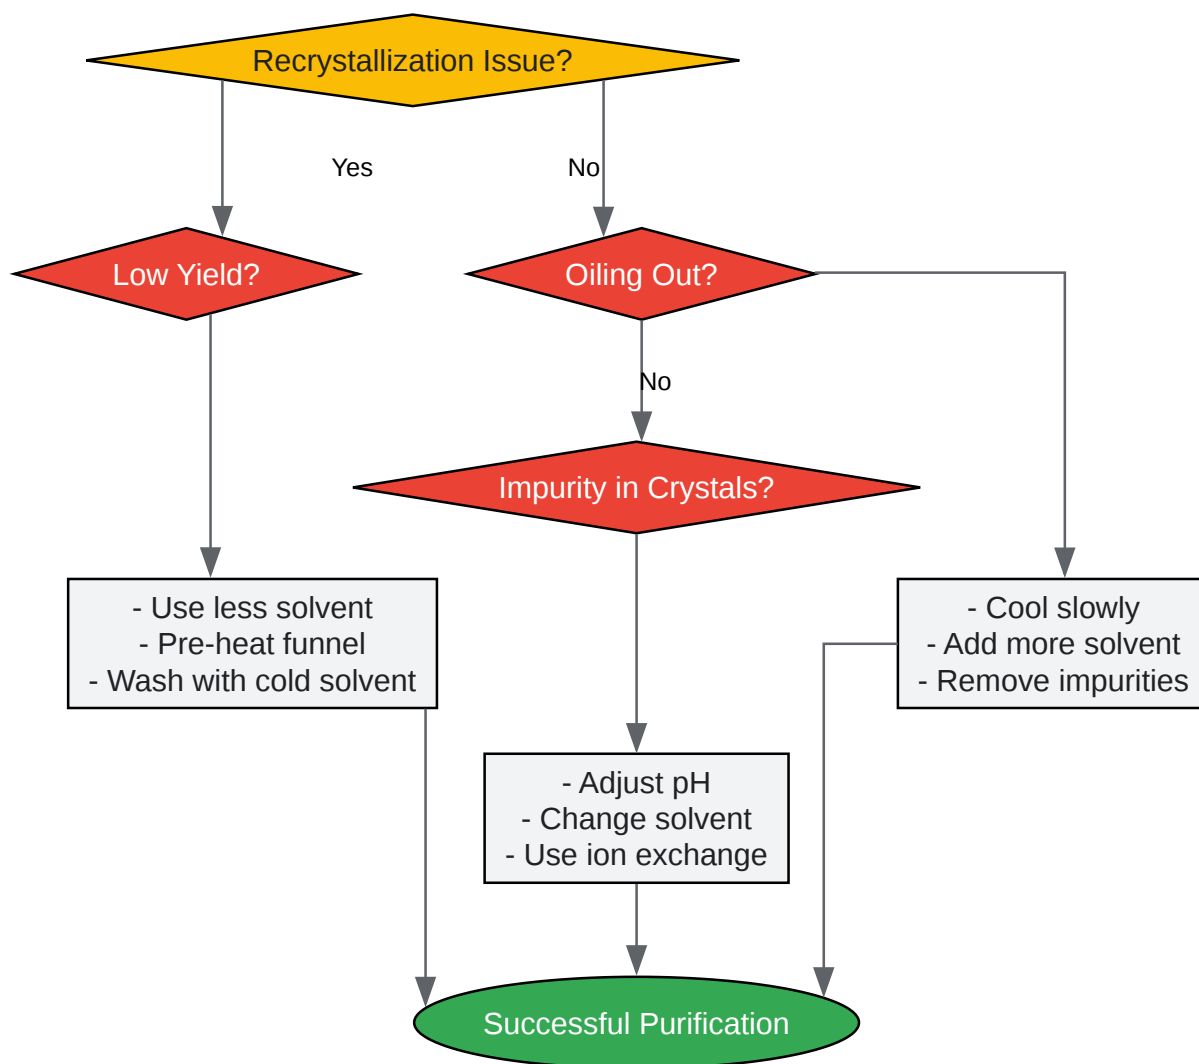 Recrystallization Issue?
Yes
No
Low Yield?
Oiling Out?
No
Impurity in Crystals?
- Use less solvent
- Pre-heat funnel
- Wash with cold solvent
- Cool slowly
- Add more solvent
- Remove impurities
- Adjust pH
- Change solvent
- Use ion exchange
Successful Purification